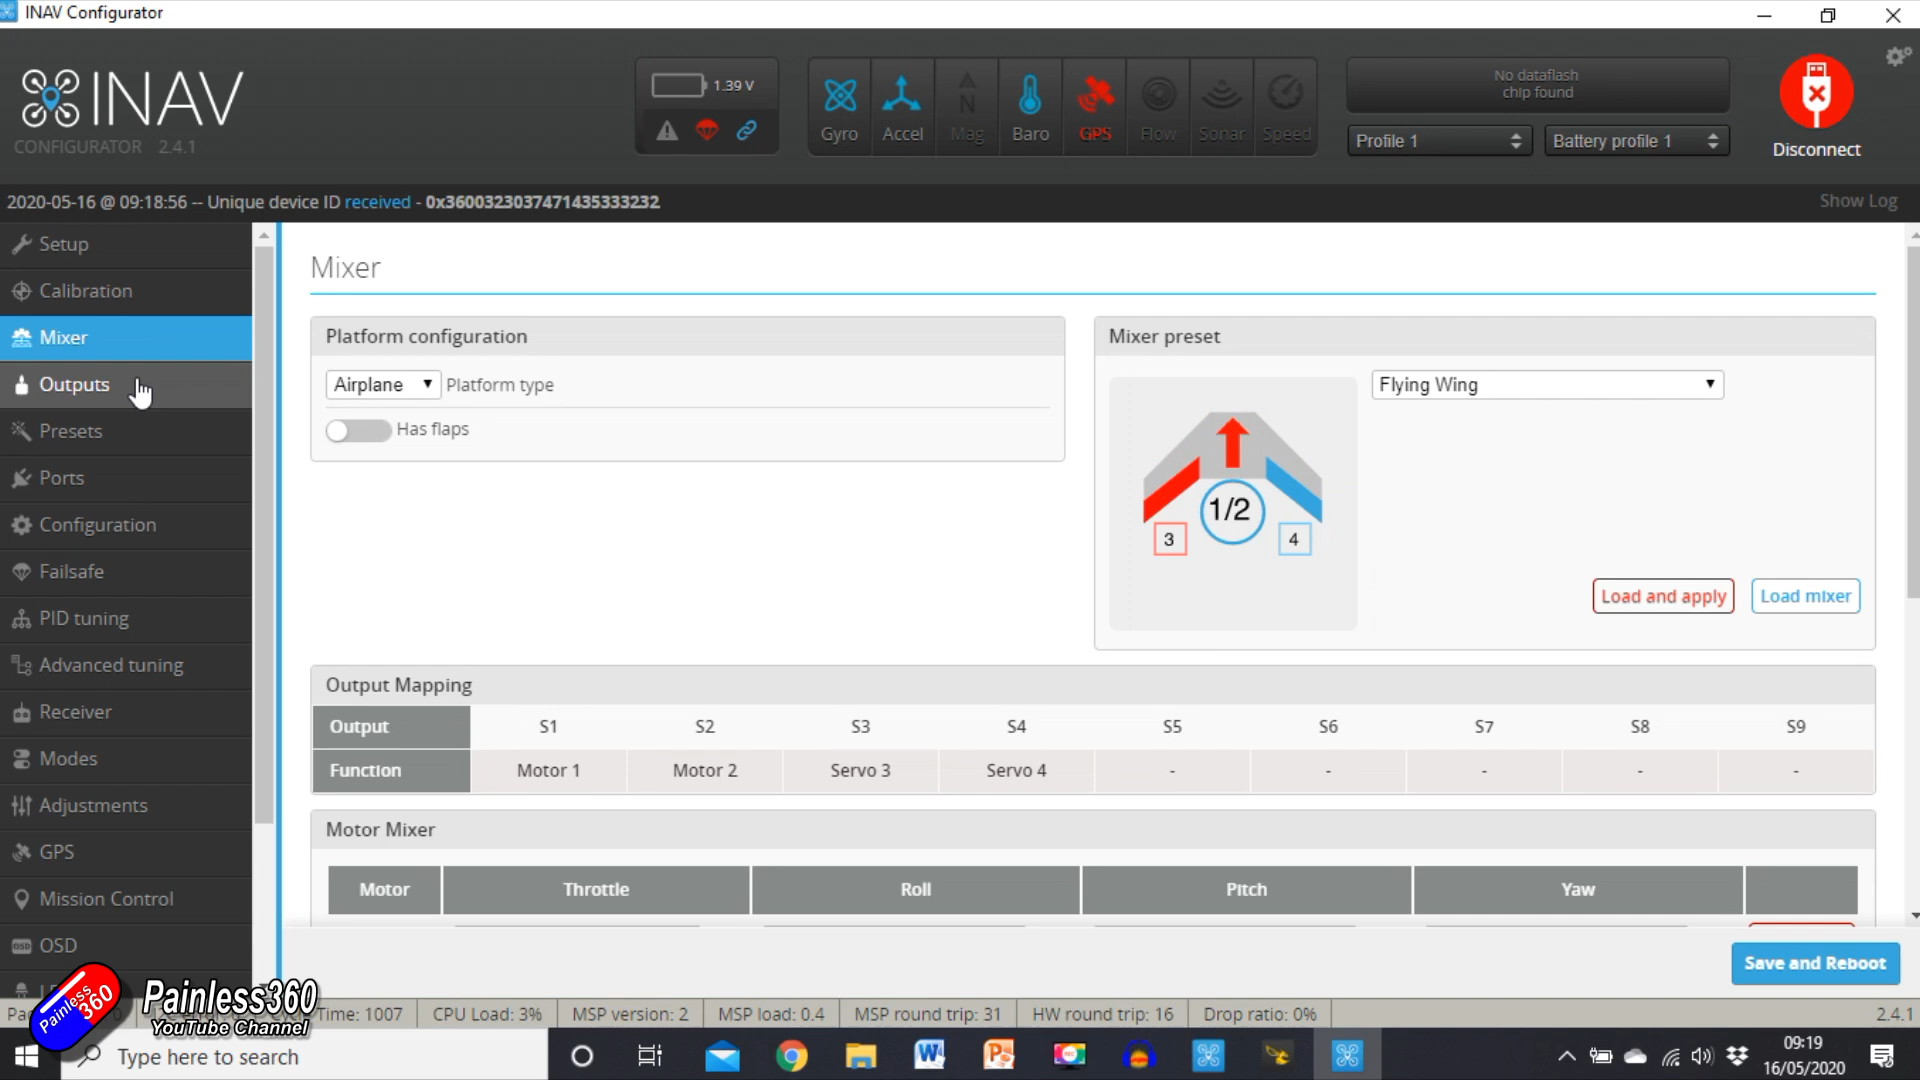 INAV Configurator
INAV
CONFIGURATOR 2.4.1
1.39 V
Gyro
Accel
N
Mag
Baro
GPS
Flow
Sonar
Speed
No dataflash
chip found
Profile 1
Battery profile 1
Disconnect
2020-05-16 @ 09:18:56 -- Unique device ID received - 0x3600323037471435333232
Show Log
Setup
Calibration
Mixer
Outputs
Presets
Ports
Configuration
Failsafe
PID tuning
Advanced tuning
Receiver
Modes
Adjustments
GPS
Mission Control
OSD
Mixer
Platform configuration
Airplane Platform type
Has flaps
Mixer preset
Flying Wing
1/2
3
4
Load and apply
Load mixer
Output Mapping
Output S1 S2 S3 S4 S5 S6 S7 S8 S9
Function Motor 1 Motor 2 Servo 3 Servo 4 - - - - -
Motor Mixer
Motor Throttle Roll Pitch Yaw
Save and Reboot
Painless 360
Painless360
YouTube Channel
Time: 1007 CPU Load: 3% MSP version: 2 MSP load: 0.4 MSP round trip: 31 HW round trip: 16 Drop ratio: 0% 2.4.1
Type here to search
09:19
16/05/2020